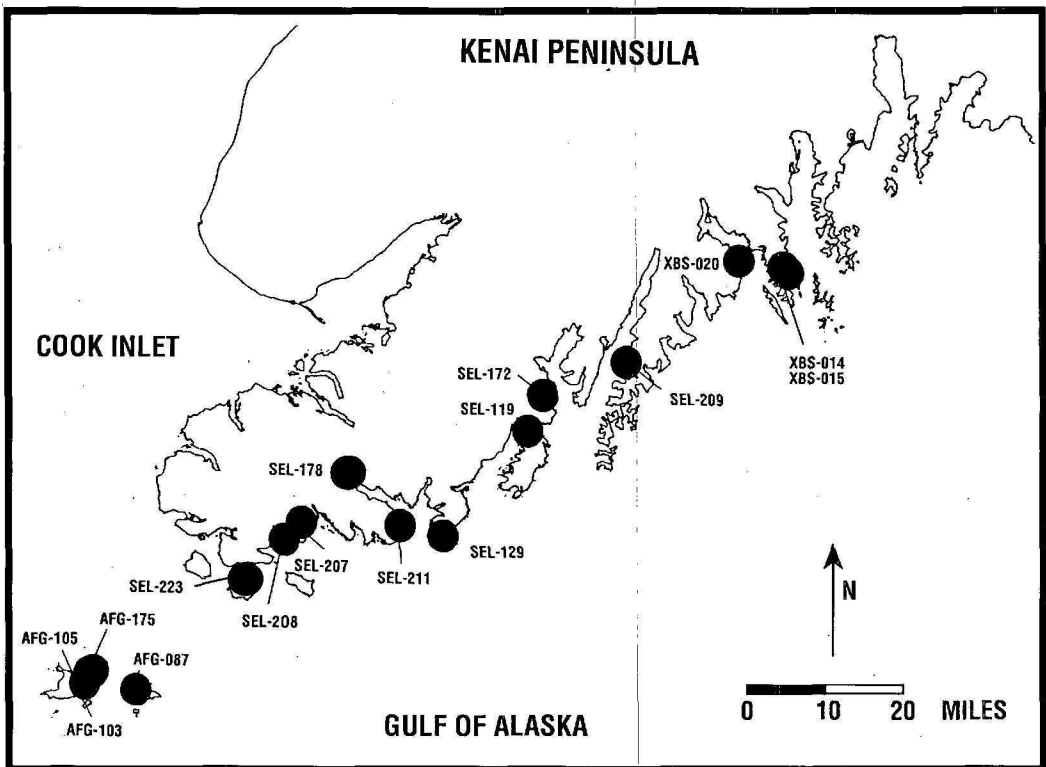 KENAI PENINSULA
COOK INLET
XBS-020
XBS-014
XBS-015
SEL-172
SEL-119
SEL-209
SEL-178
SEL-207
SEL-211
SEL-129
SEL-223
SEL-208
AFG-175
AFG-105
AFG-087
AFG-103
N
0 10 20 MILES
GULF OF ALASKA